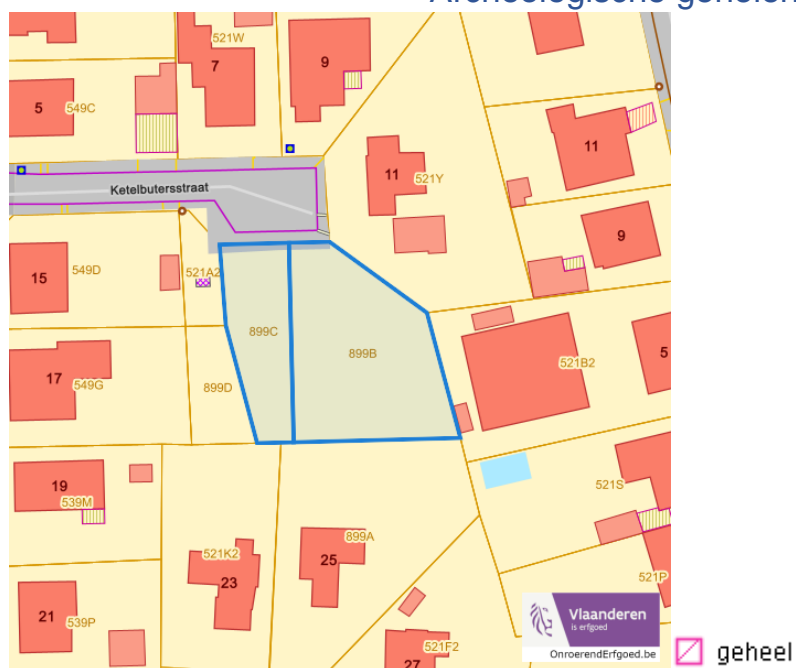 Archeologische geheelen
521W
7
9
5
549C
11
Ketelbutersstraat
11
521Y
9
15
549D
521A2
899C
899B
5
17
549G
899D
521B2
19
539M
521S
899A
25
521K2
23
521P
21
539P
Vlaanderen
is erfgoed
OnroerendErfgoed.be
geheel
521F2
27